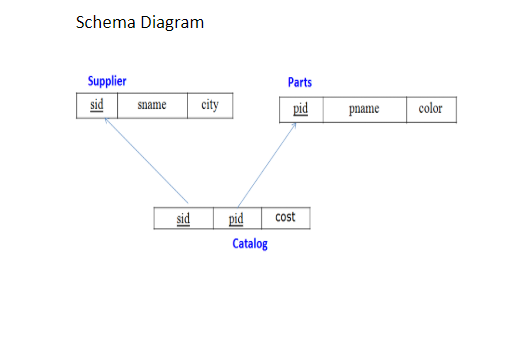 Schema Diagram
Supplier
sid sname city
Parts
pid pname color
sid pid cost
Catalog